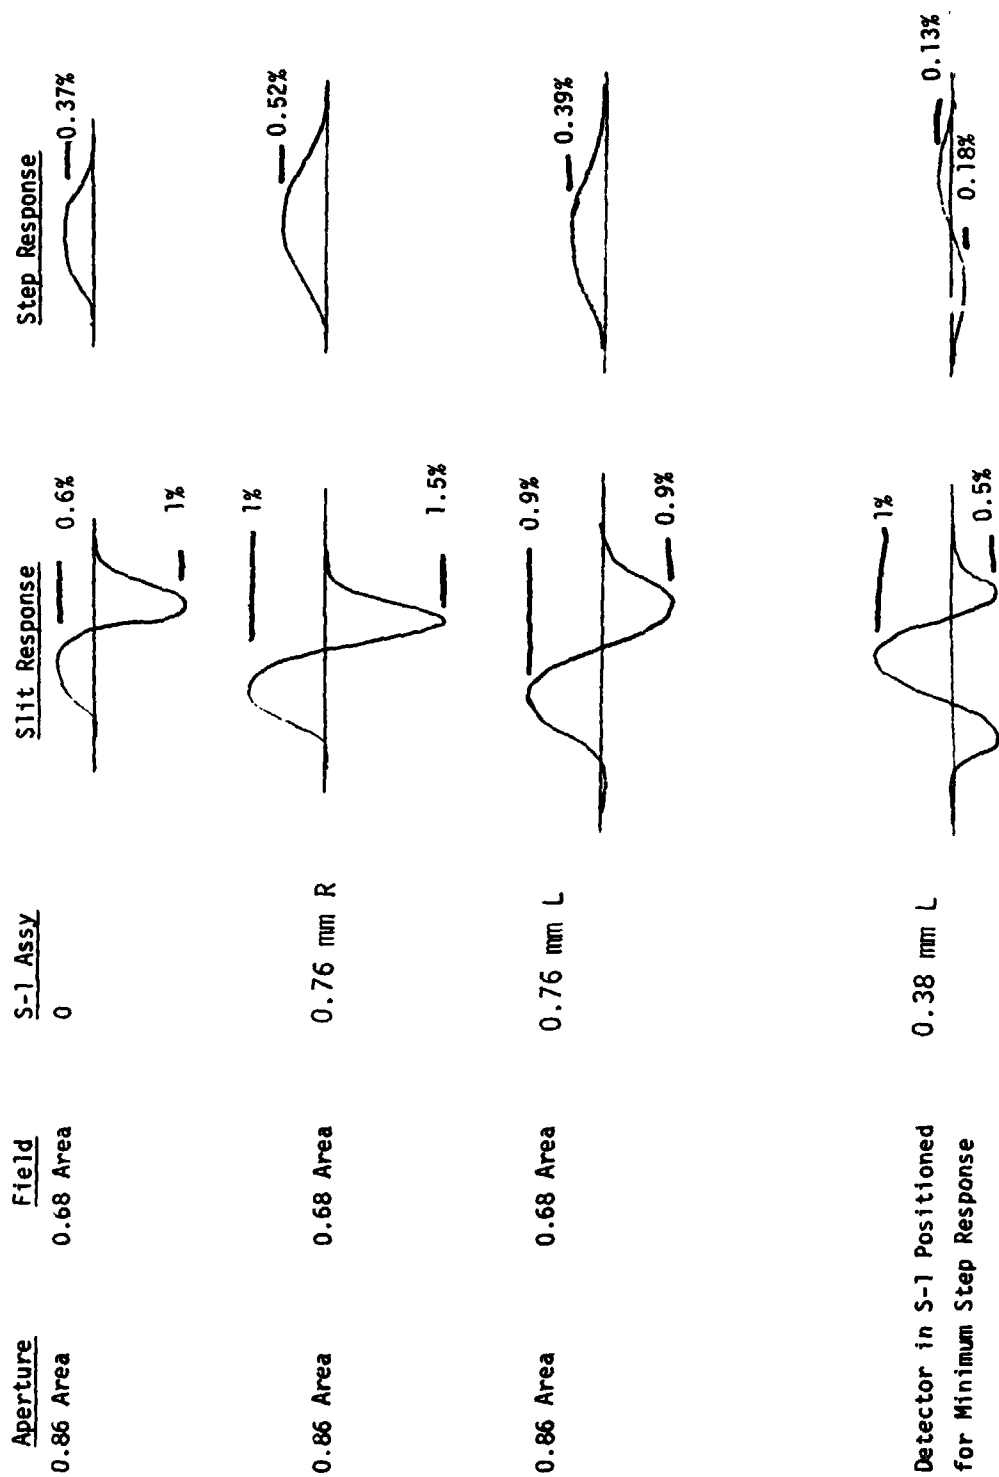 Aperture Field S-1 Assy Slit Response Step Response
0.86 Area 0.68 Area 0 0.6% 0.37%
1%
0.86 Area 0.68 Area 0.76 mm R 1% 0.52%
1.5%
0.86 Area 0.68 Area 0.76 mm L 0.9% 0.39%
0.9%
Detector in S-1 Positioned 0.38 mm L 1% 0.13%
for Minimum Step Response 0.5% 0.18%